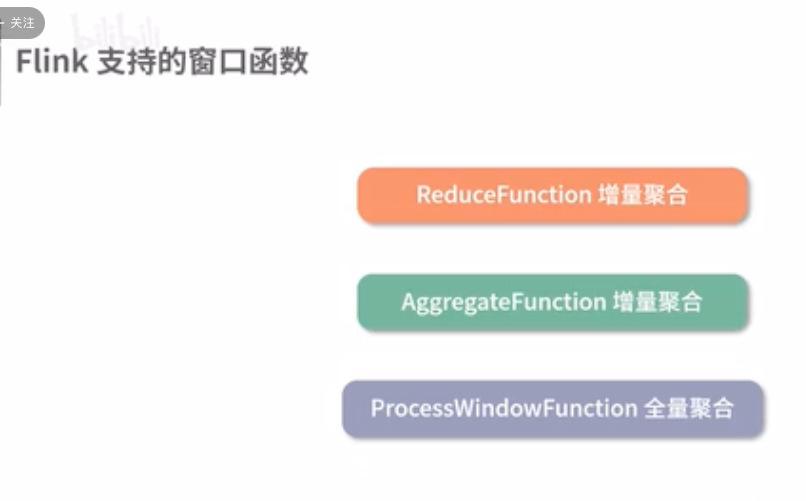 + 关注
bilibili
Flink 支持的窗口函数
ReduceFunction 增量聚合
AggregateFunction 增量聚合
ProcessWindowFunction 全量聚合